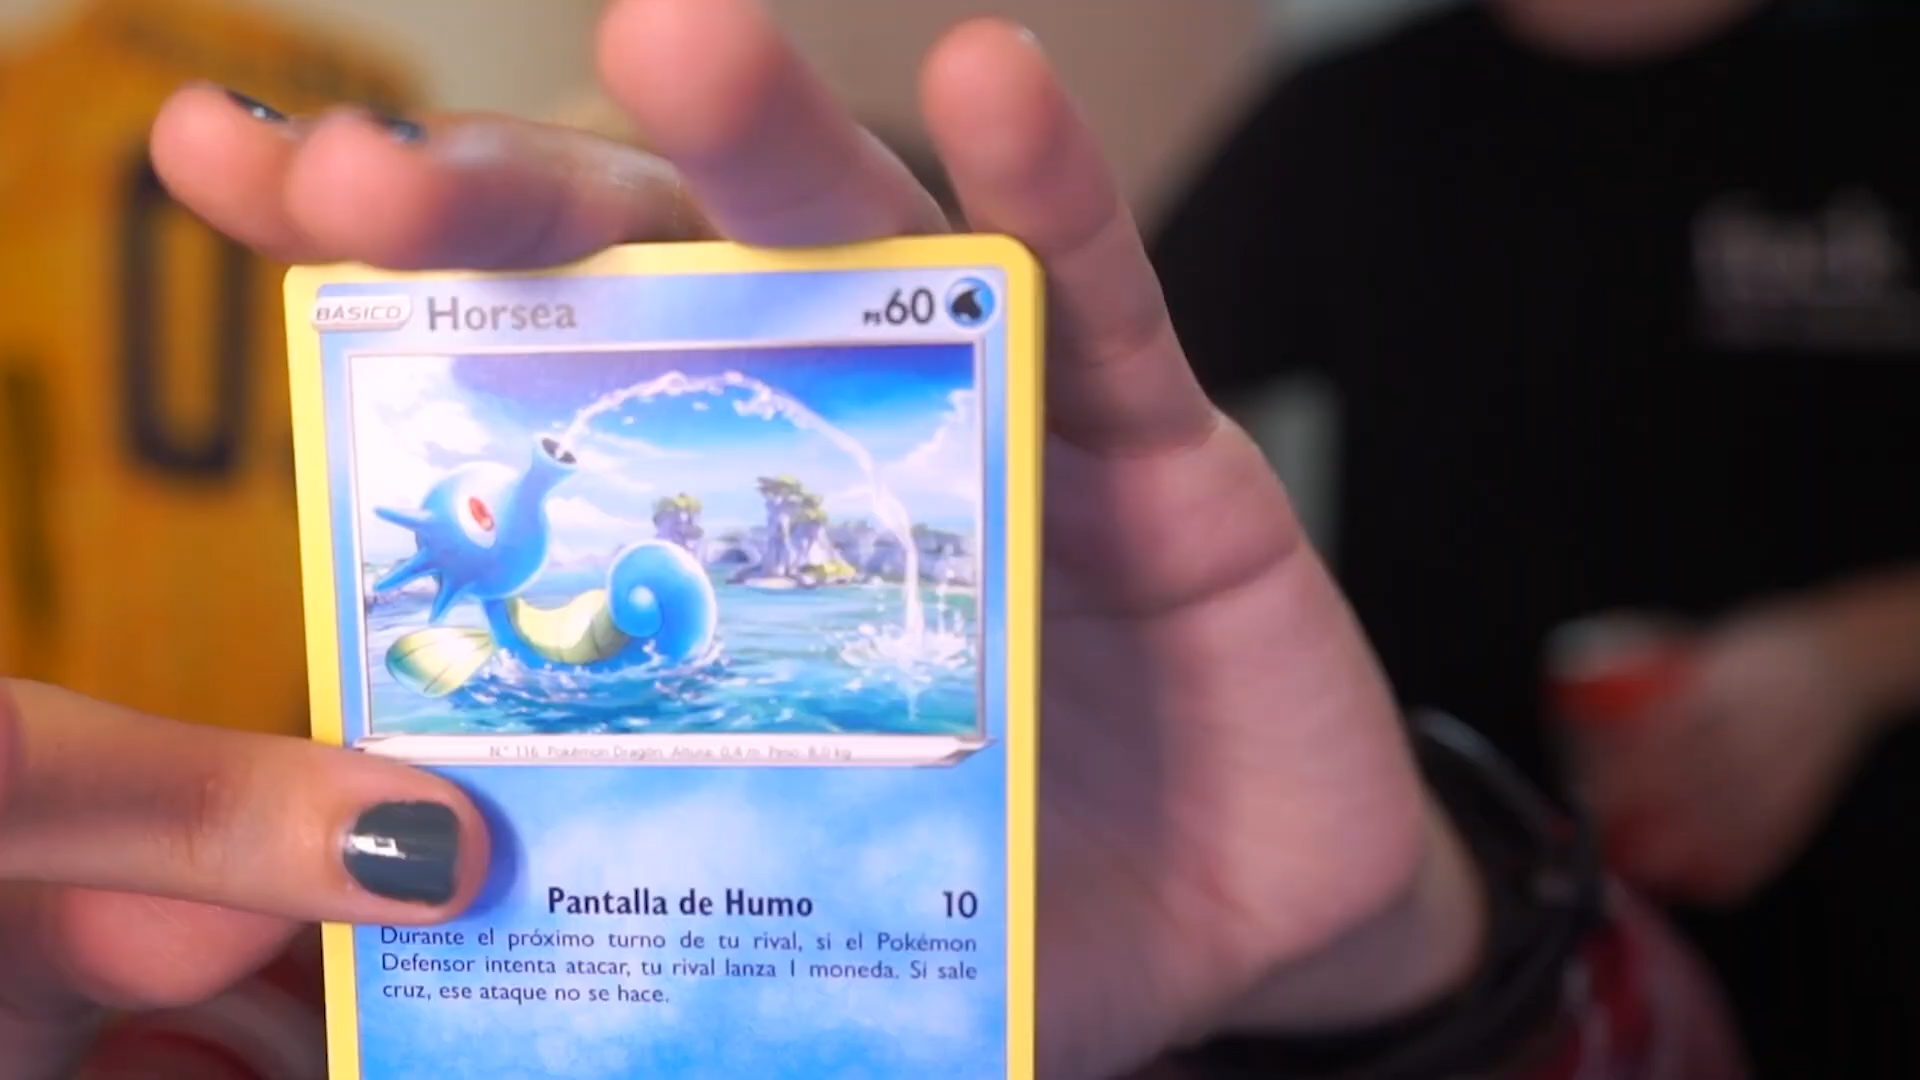 BÁSICO Horsea PS60
N.° 116 Pokémon Dragón Altura: 0,4 m Peso: 8,0 kg
Pantalla de Humo 10
Durante el próximo turno de tu rival, si el Pokémon
Defensor intenta atacar, tu rival lanza 1 moneda. Si sale
cruz, ese ataque no se hace.